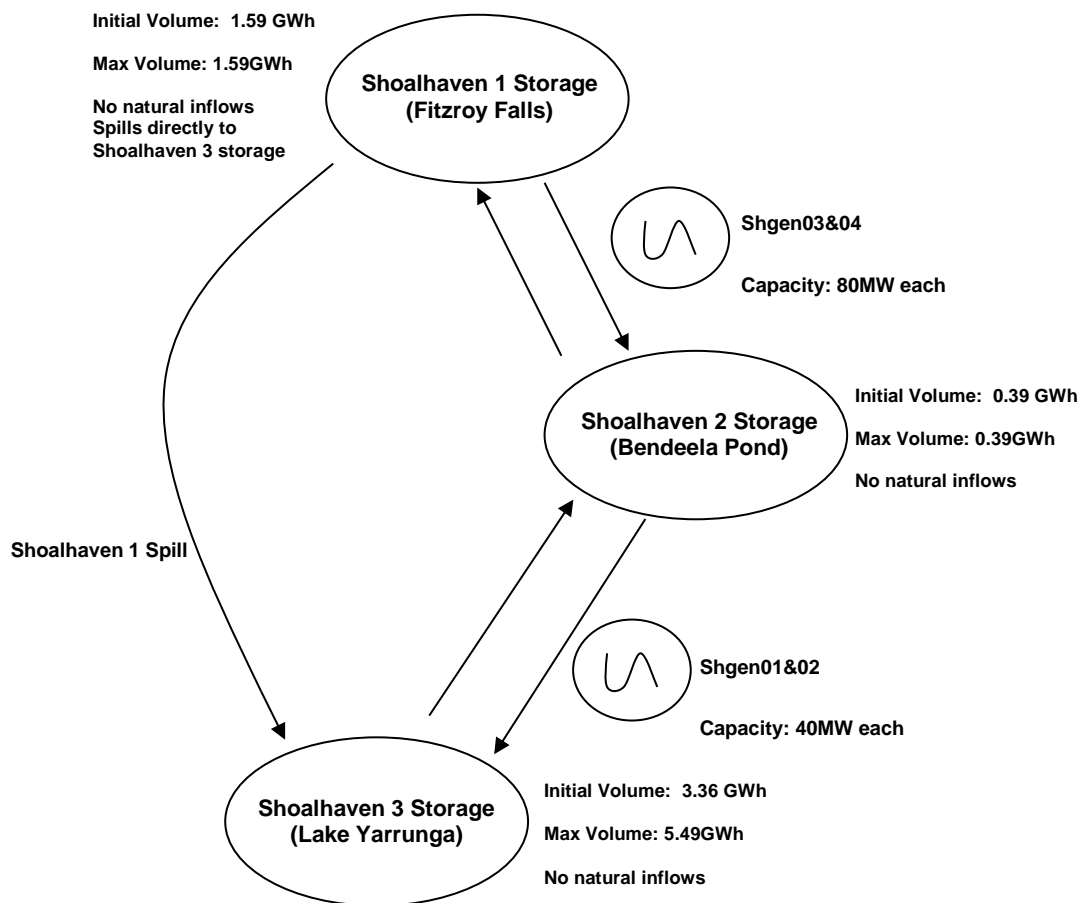 Initial Volume:  1.59 GWh
Max Volume: 1.59GWh
No natural inflows
Spills directly to
Shoalhaven 3 storage
Shoalhaven 1 Storage
(Fitzroy Falls)
Shgen03&04
Capacity: 80MW each
Shoalhaven 2 Storage
(Bendeela Pond)
Initial Volume:  0.39 GWh
Max Volume: 0.39GWh
No natural inflows
Shoalhaven 1 Spill
Shgen01&02
Capacity: 40MW each
Shoalhaven 3 Storage
(Lake Yarrunga)
Initial Volume:  3.36 GWh
Max Volume: 5.49GWh
No natural inflows